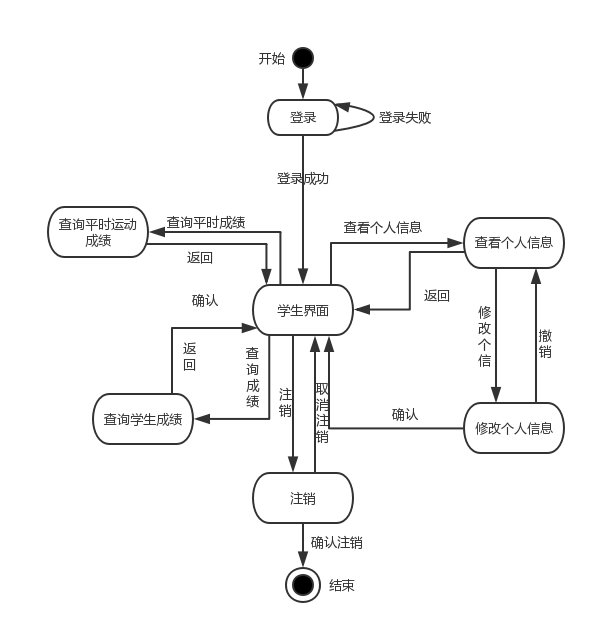 开始
登录
登录失败
登录成功
查询平时运动
成绩
查询平时成绩
返回
查看个人信息
查看个人信息
返回
确认
学生界面
修
改
个
信
撤
销
返
回
查
询
成
绩
注
销
取
消
注
销
查询学生成绩
确认
修改个人信息
注销
确认注销
结束